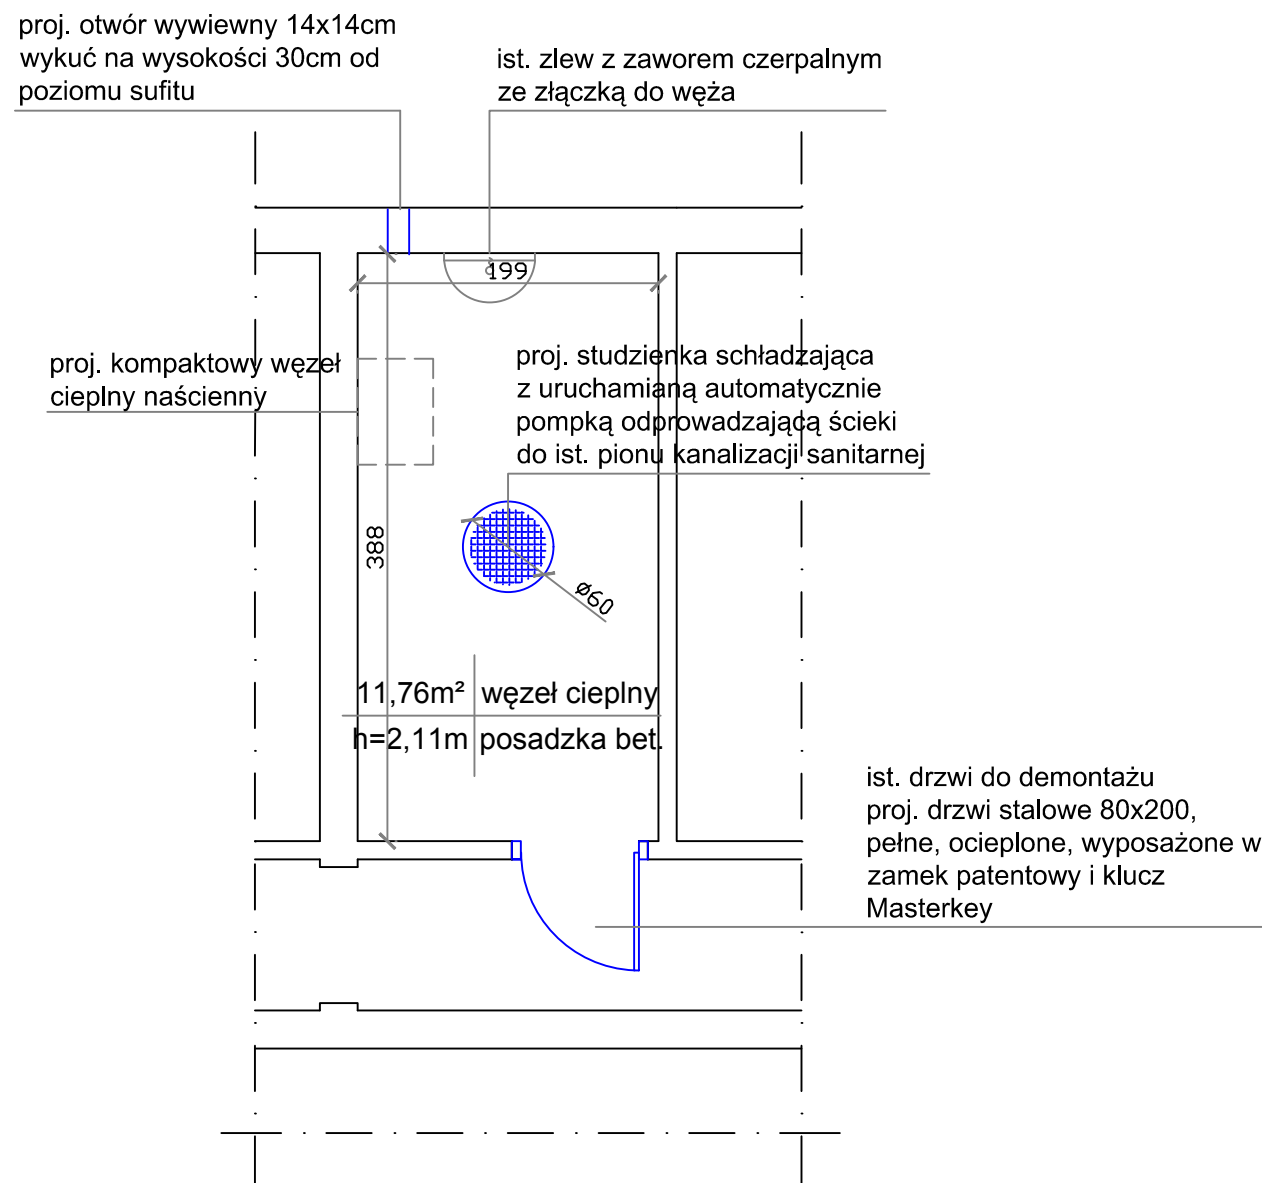 proj. otwór wywiewny 14x14cm
wykuć na wysokości 30cm od
poziomu sufitu
ist. zlew z zaworem czerpalnym
ze złączką do węża
199
proj. kompaktowy węzeł
cieplny naścienny
proj. studzienka schładzająca
z uruchamianą automatycznie
pompką odprowadzającą ścieki
do ist. pionu kanalizacji sanitarnej
388
ø60
11,76m² węzeł cieplny
h=2,11m posadzka bet.
ist. drzwi do demontażu
proj. drzwi stalowe 80x200,
pełne, ocieplone, wyposażone w
zamek patentowy i klucz
Masterkey